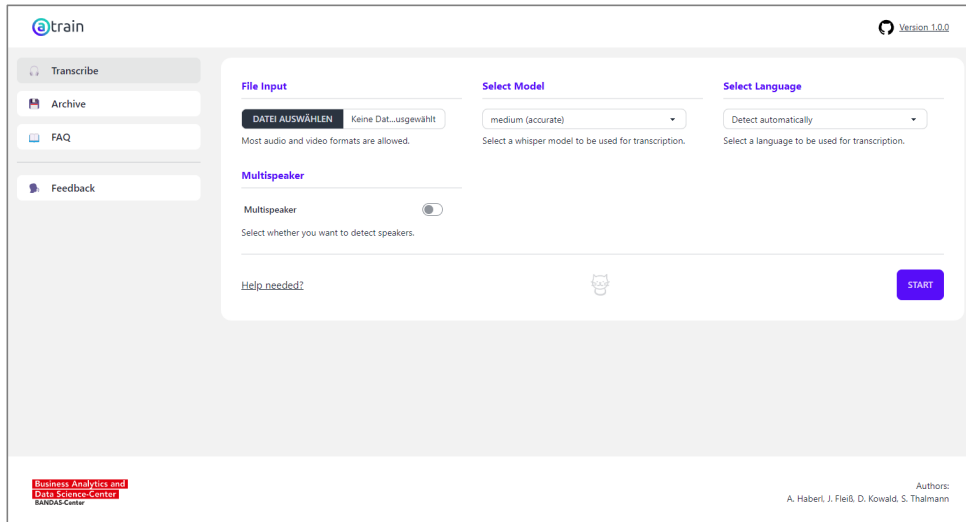 atrain
Version 1.0.0
Transcribe
Archive
FAQ
Feedback
File Input
DATEI AUSWÄHLEN Keine Dat...usgewählt
Most audio and video formats are allowed.
Select Model
medium (accurate)
Select a whisper model to be used for transcription.
Select Language
Detect automatically
Select a language to be used for transcription.
Multispeaker
Multispeaker
Select whether you want to detect speakers.
Help needed?
START
Business Analytics and
Data Science-Center
BANDAS-Center
Authors:
A. Haberl, J. Fleiß, D. Kowald, S. Thalmann